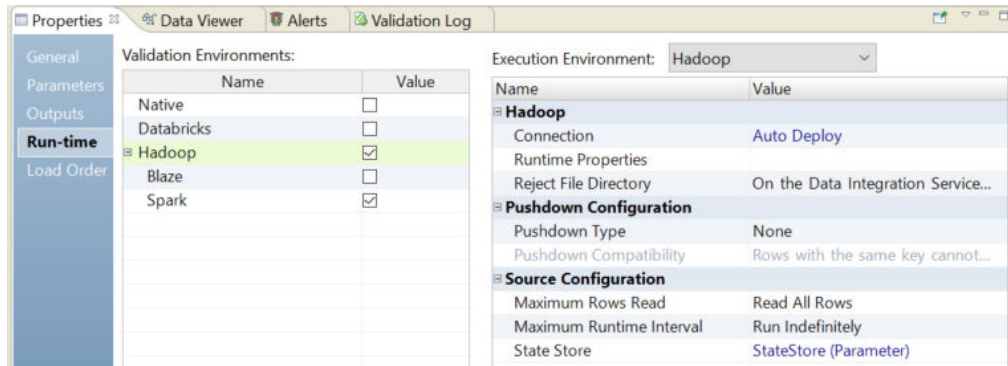 Properties Data Viewer Alerts Validation Log
General
Parameters
Outputs
Run-time
Load Order
Validation Environments:
Name Value
Native
Databricks
Hadoop
Blaze
Spark
Execution Environment: Hadoop
Name Value
Hadoop
Connection Auto Deploy
Runtime Properties
Reject File Directory On the Data Integration Service...
Pushdown Configuration
Pushdown Type None
Pushdown Compatibility Rows with the same key cannot...
Source Configuration
Maximum Rows Read Read All Rows
Maximum Runtime Interval Run Indefinitely
State Store StateStore (Parameter)